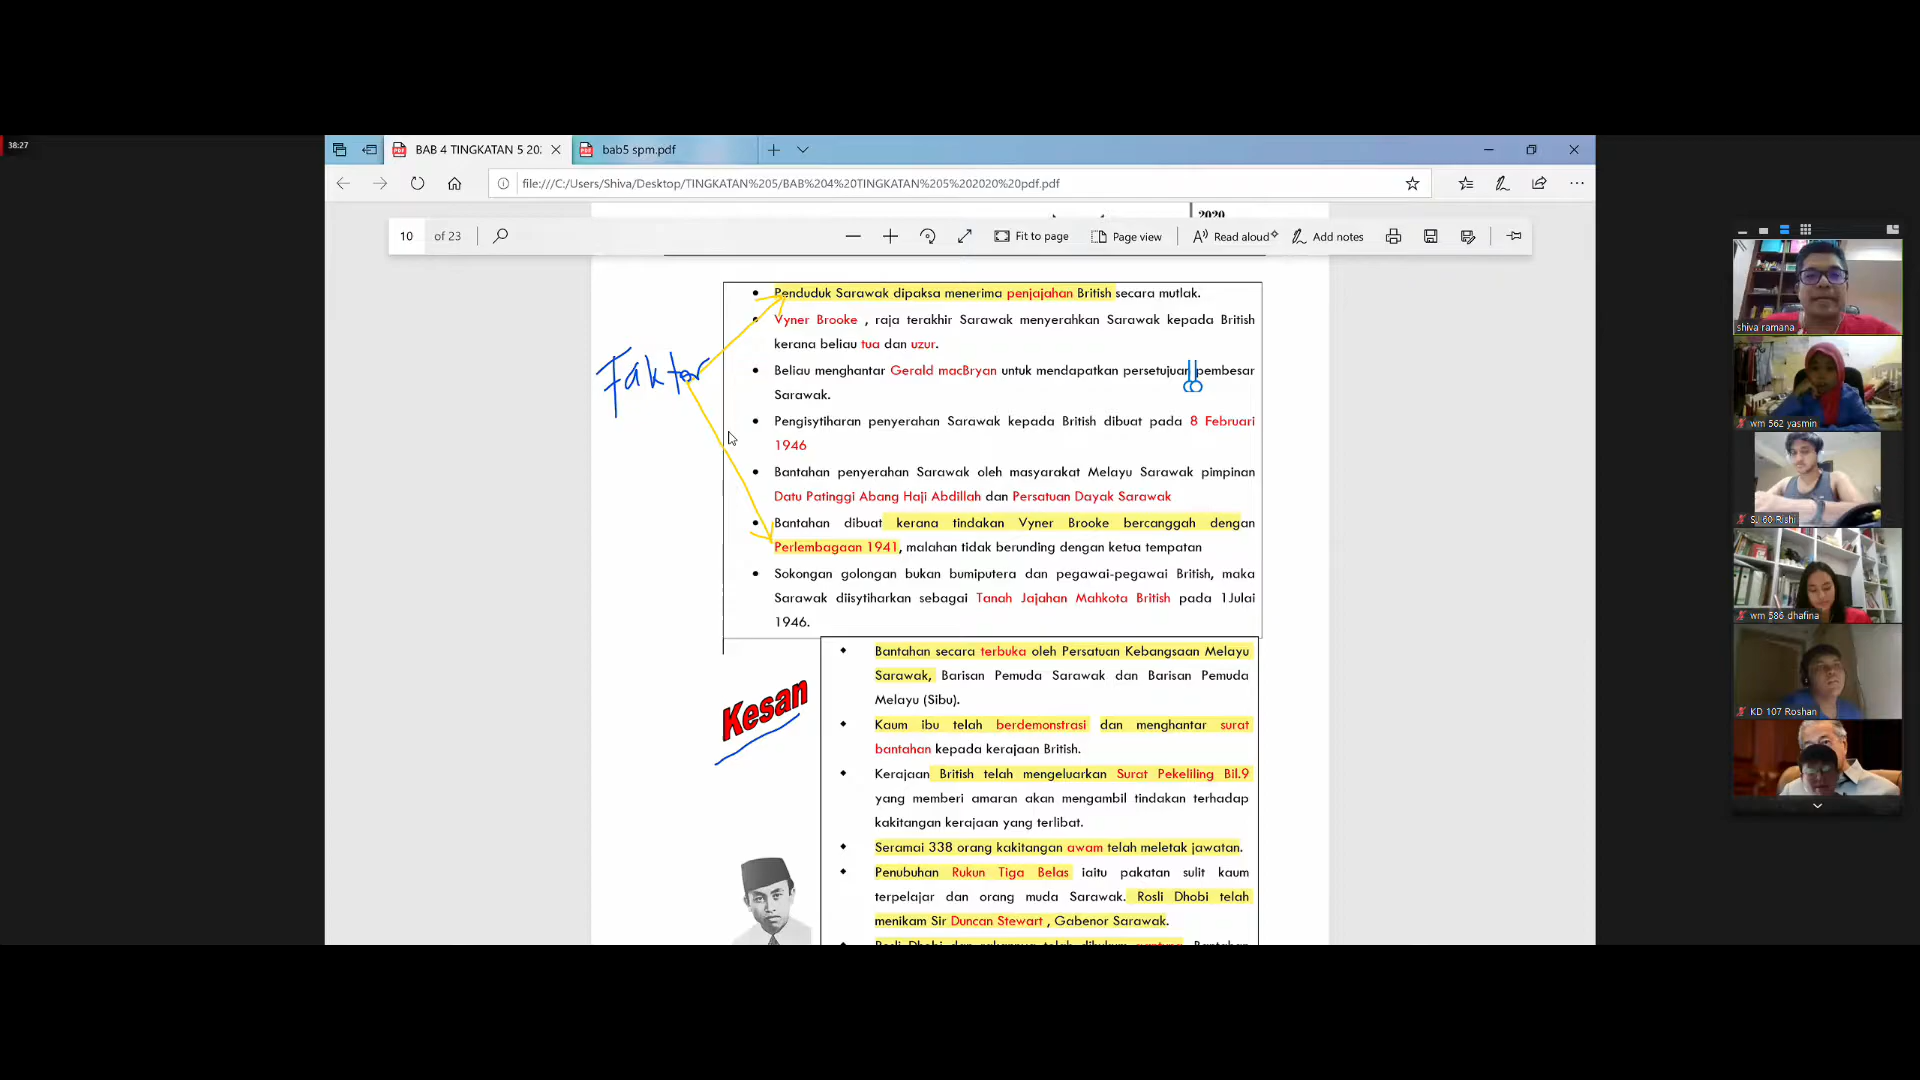 38:27
BAB 4 TINGKATAN 5 20
bab5 spm.pdf
file:///C:/Users/Shiva/Desktop/TINGKATAN%205/BAB%204%20TINGKATAN%205%202020%20pdf.pdf
2020
10 of 23
Fit to page
Page view
Read aloud
Add notes
Penduduk Sarawak dipaksa menerima penjajahan British secara mutlak.
Vyner Brooke , raja terakhir Sarawak menyerahkan Sarawak kepada British
kerana beliau tua dan uzur.
Faktor
Beliau menghantar Gerald macBryan untuk mendapatkan persetujuan pembesar
Sarawak.
Pengisytiharan penyerahan Sarawak kepada British dibuat pada 8 Februari
1946
Bantahan penyerahan Sarawak oleh masyarakat Melayu Sarawak pimpinan
Datu Patinggi Abang Haji Abdillah dan Persatuan Dayak Sarawak
Bantahan dibuat kerana tindakan Vyner Brooke bercanggah dengan
Perlembagaan 1941, malahan tidak berunding dengan ketua tempatan
Sokongan golongan bukan bumiputera dan pegawai-pegawai British, maka
Sarawak diisytiharkan sebagai Tanah Jajahan Mahkota British pada 1Julai
1946.
Kesan
Bantahan secara terbuka oleh Persatuan Kebangsaan Melayu
Sarawak, Barisan Pemuda Sarawak dan Barisan Pemuda
Melayu (Sibu).
Kaum ibu telah berdemonstrasi dan menghantar surat
bantahan kepada kerajaan British.
Kerajaan British telah mengeluarkan Surat Pekeliling Bil.9
yang memberi amaran akan mengambil tindakan terhadap
kakitangan kerajaan yang terlibat.
Seramai 338 orang kakitangan awam telah meletak jawatan.
Penubuhan Rukun Tiga Belas iaitu pakatan sulit kaum
terpelajar dan orang muda Sarawak. Rosli Dhobi telah
menikam Sir Duncan Stewart , Gabenor Sarawak.
shiva ramana
wm 562 yasmin
SJ 60 Rishi
wm 586 dhafina
KD 107 Roshan